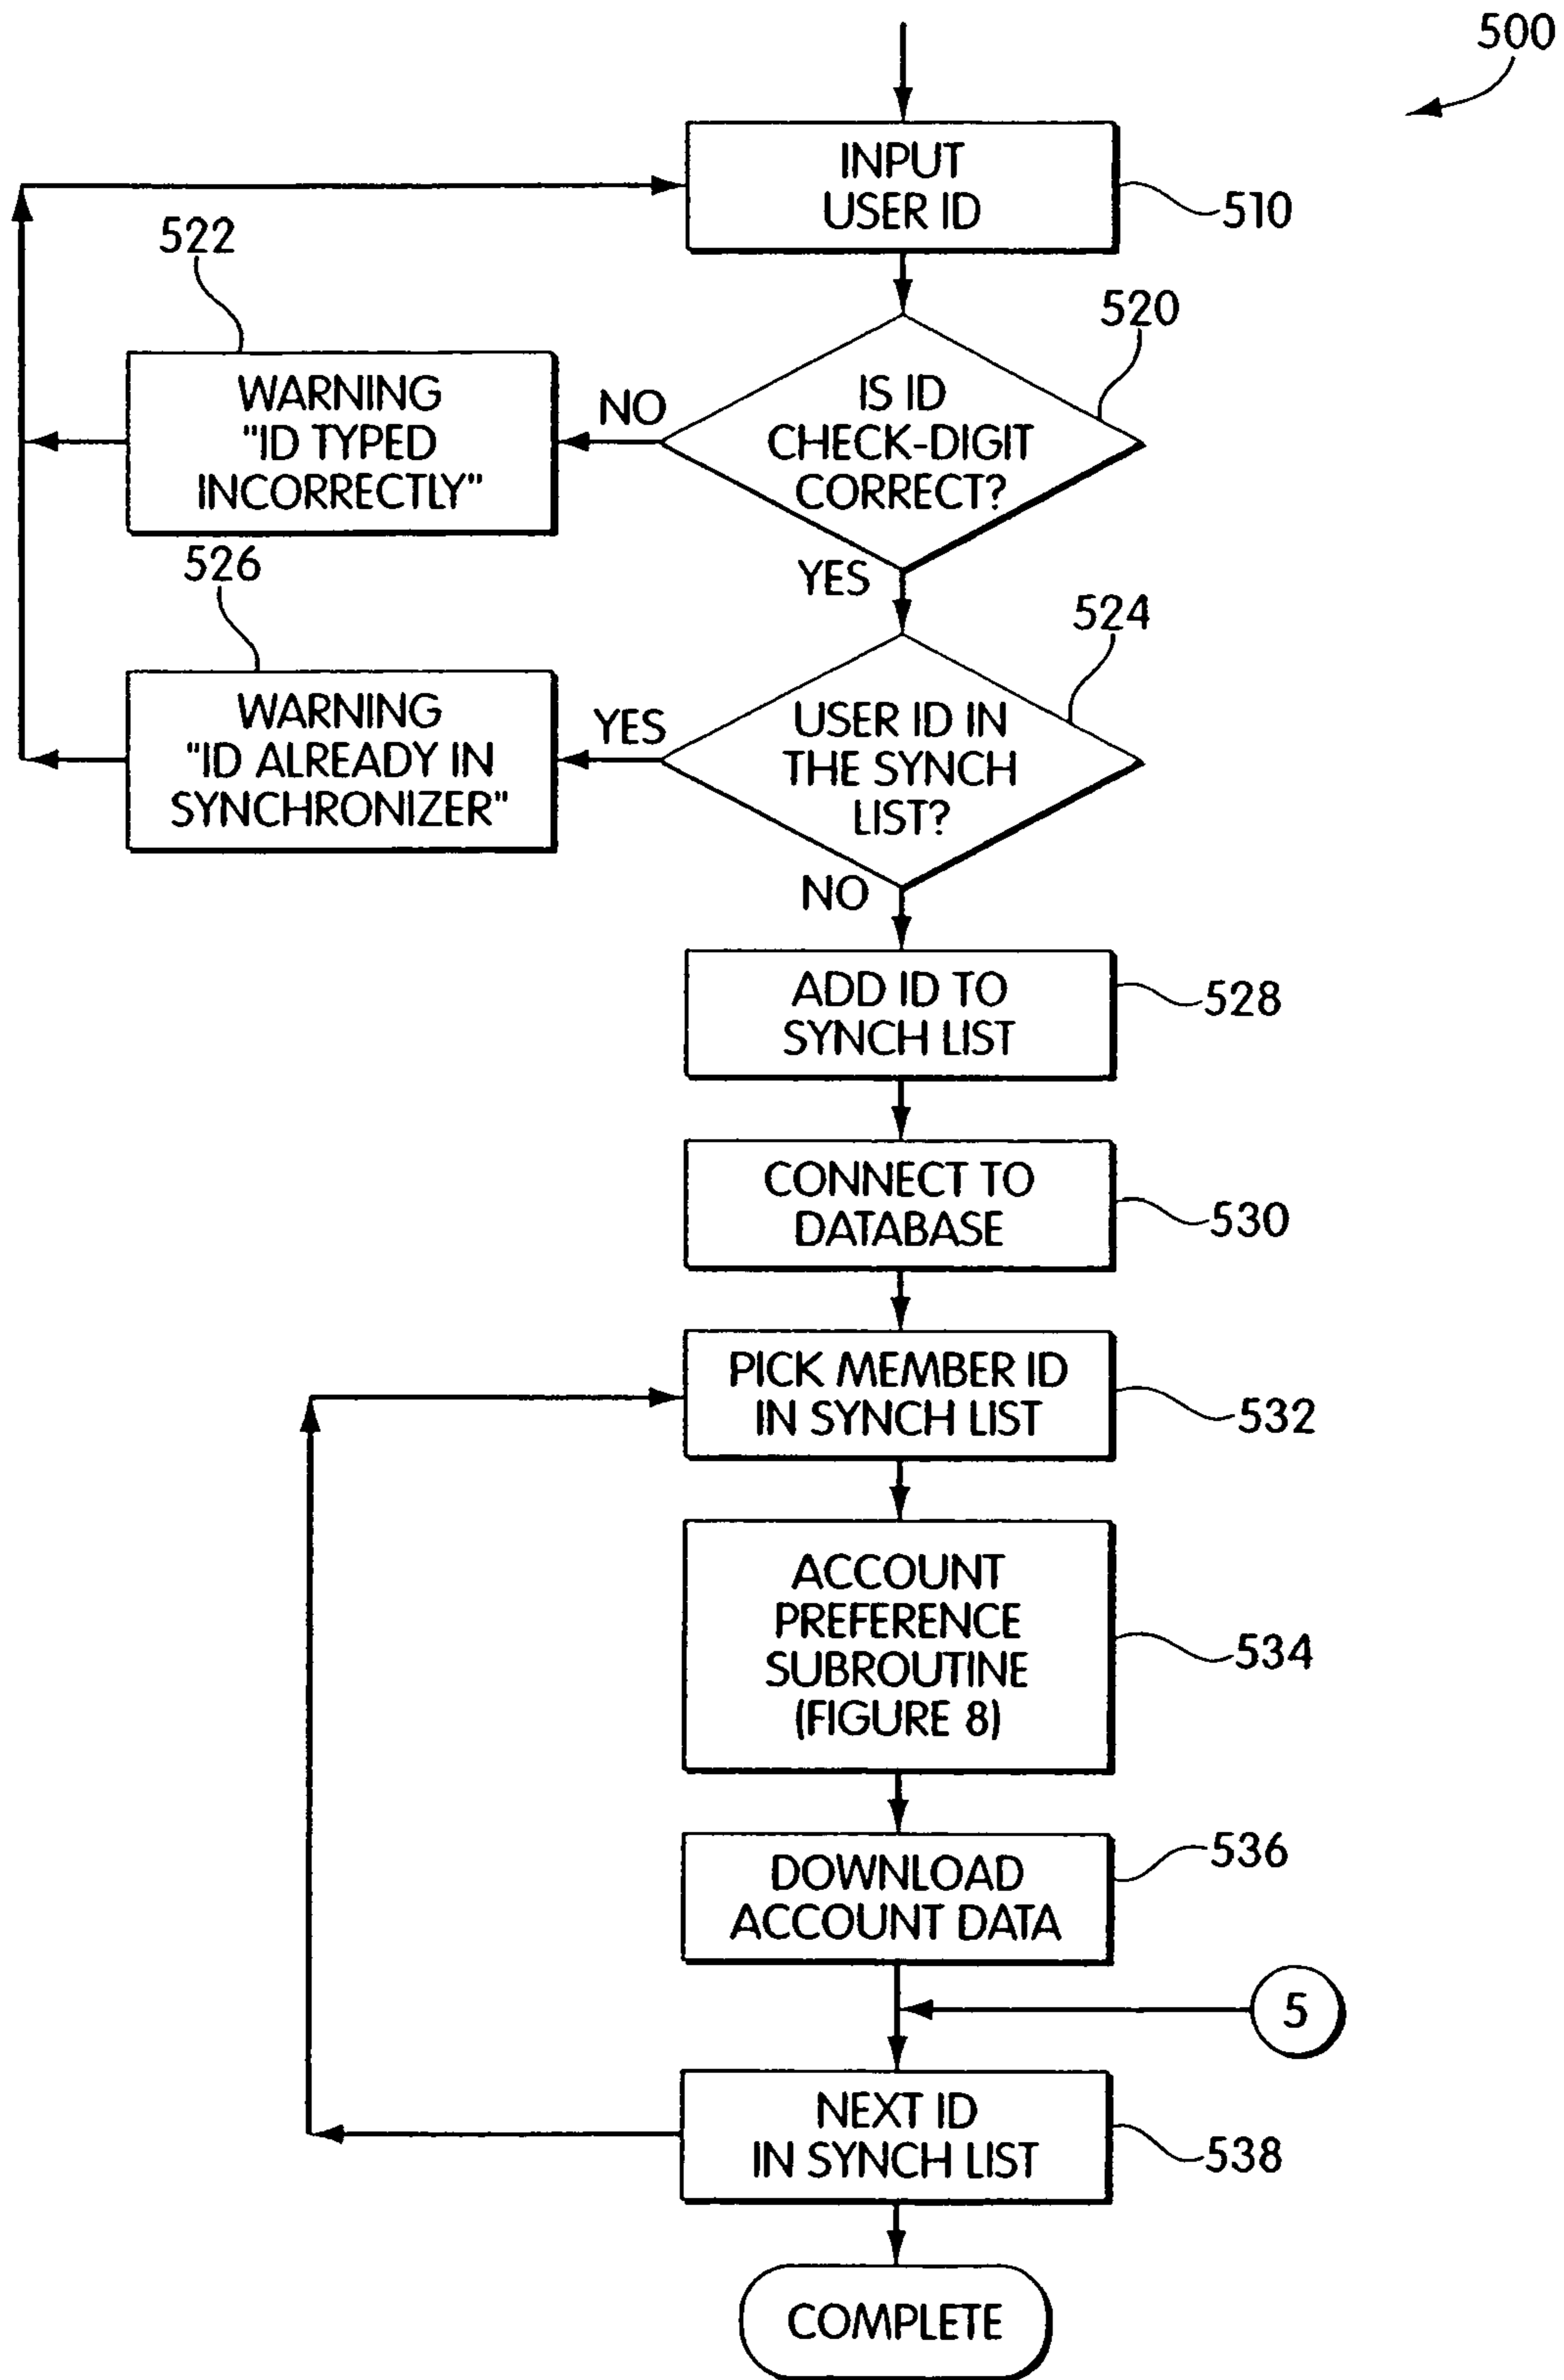 500
INPUT
USER ID
510
522
520
WARNING
"ID TYPED
INCORRECTLY"
NO
IS ID
CHECK-DIGIT
CORRECT?
YES
526
524
WARNING
"ID ALREADY IN
SYNCHRONIZER"
YES
USER ID IN
THE SYNCH
LIST?
NO
ADD ID TO
SYNCH LIST
528
CONNECT TO
DATABASE
530
PICK MEMBER ID
IN SYNCH LIST
532
ACCOUNT
PREFERENCE
SUBROUTINE
(FIGURE 8)
534
DOWNLOAD
ACCOUNT DATA
536
5
NEXT ID
IN SYNCH LIST
538
COMPLETE